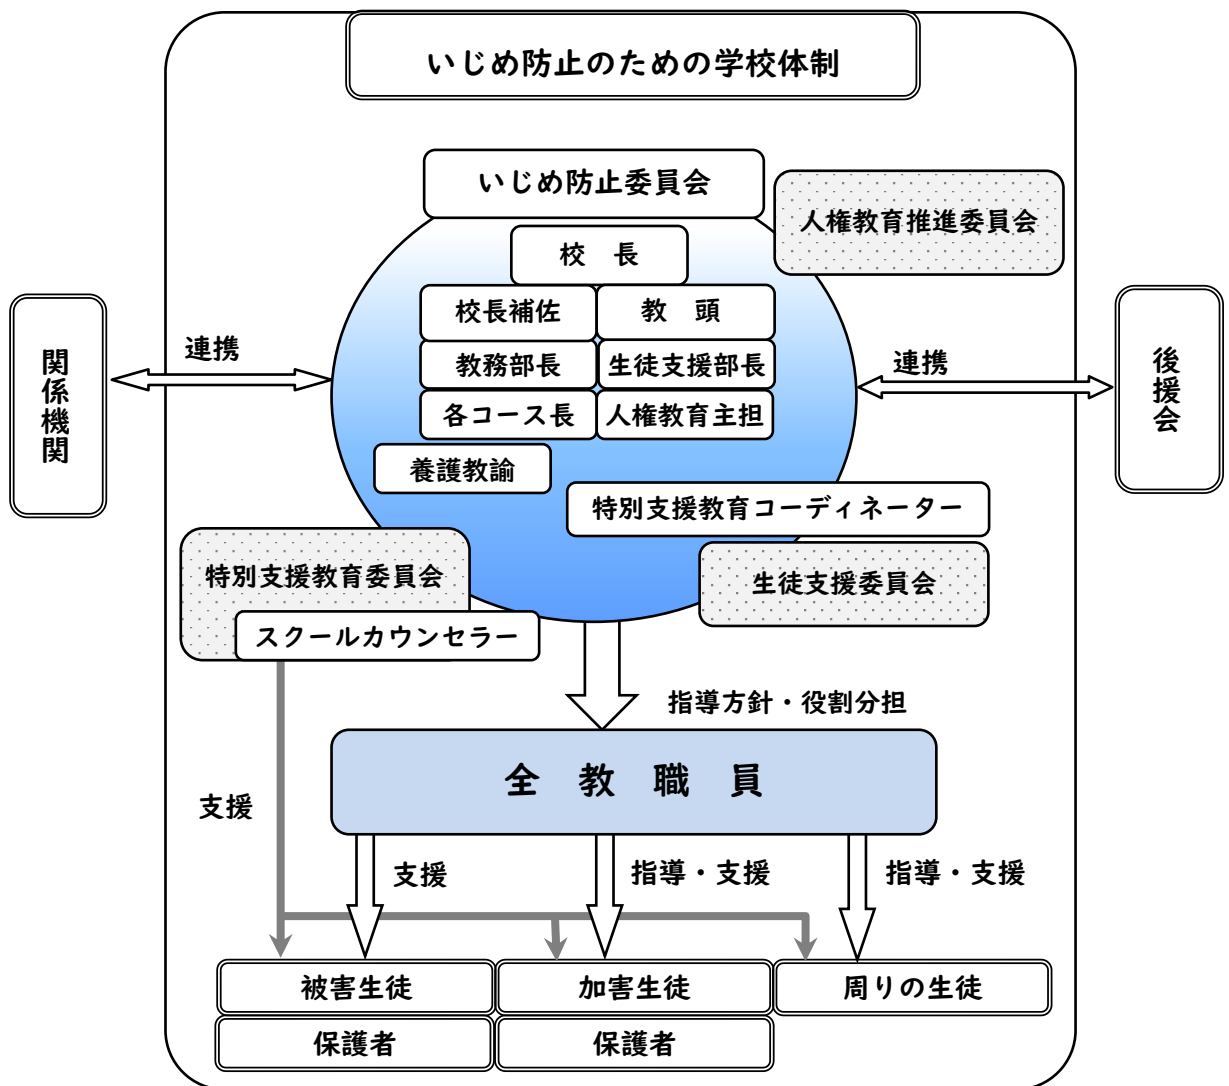 いじめ防止のための学校体制
いじめ防止委員会
人権教育推進委員会
校　長
校長補佐
教　頭
教務部長
生徒支援部長
各コース長
人権教育主担
養護教諭
特別支援教育コーディネーター
関係機関
連携
連携
後援会
特別支援教育委員会
スクールカウンセラー
生徒支援委員会
指導方針・役割分担
全　教　職　員
支援
支援
指導・支援
指導・支援
被害生徒
加害生徒
周りの生徒
保護者
保護者